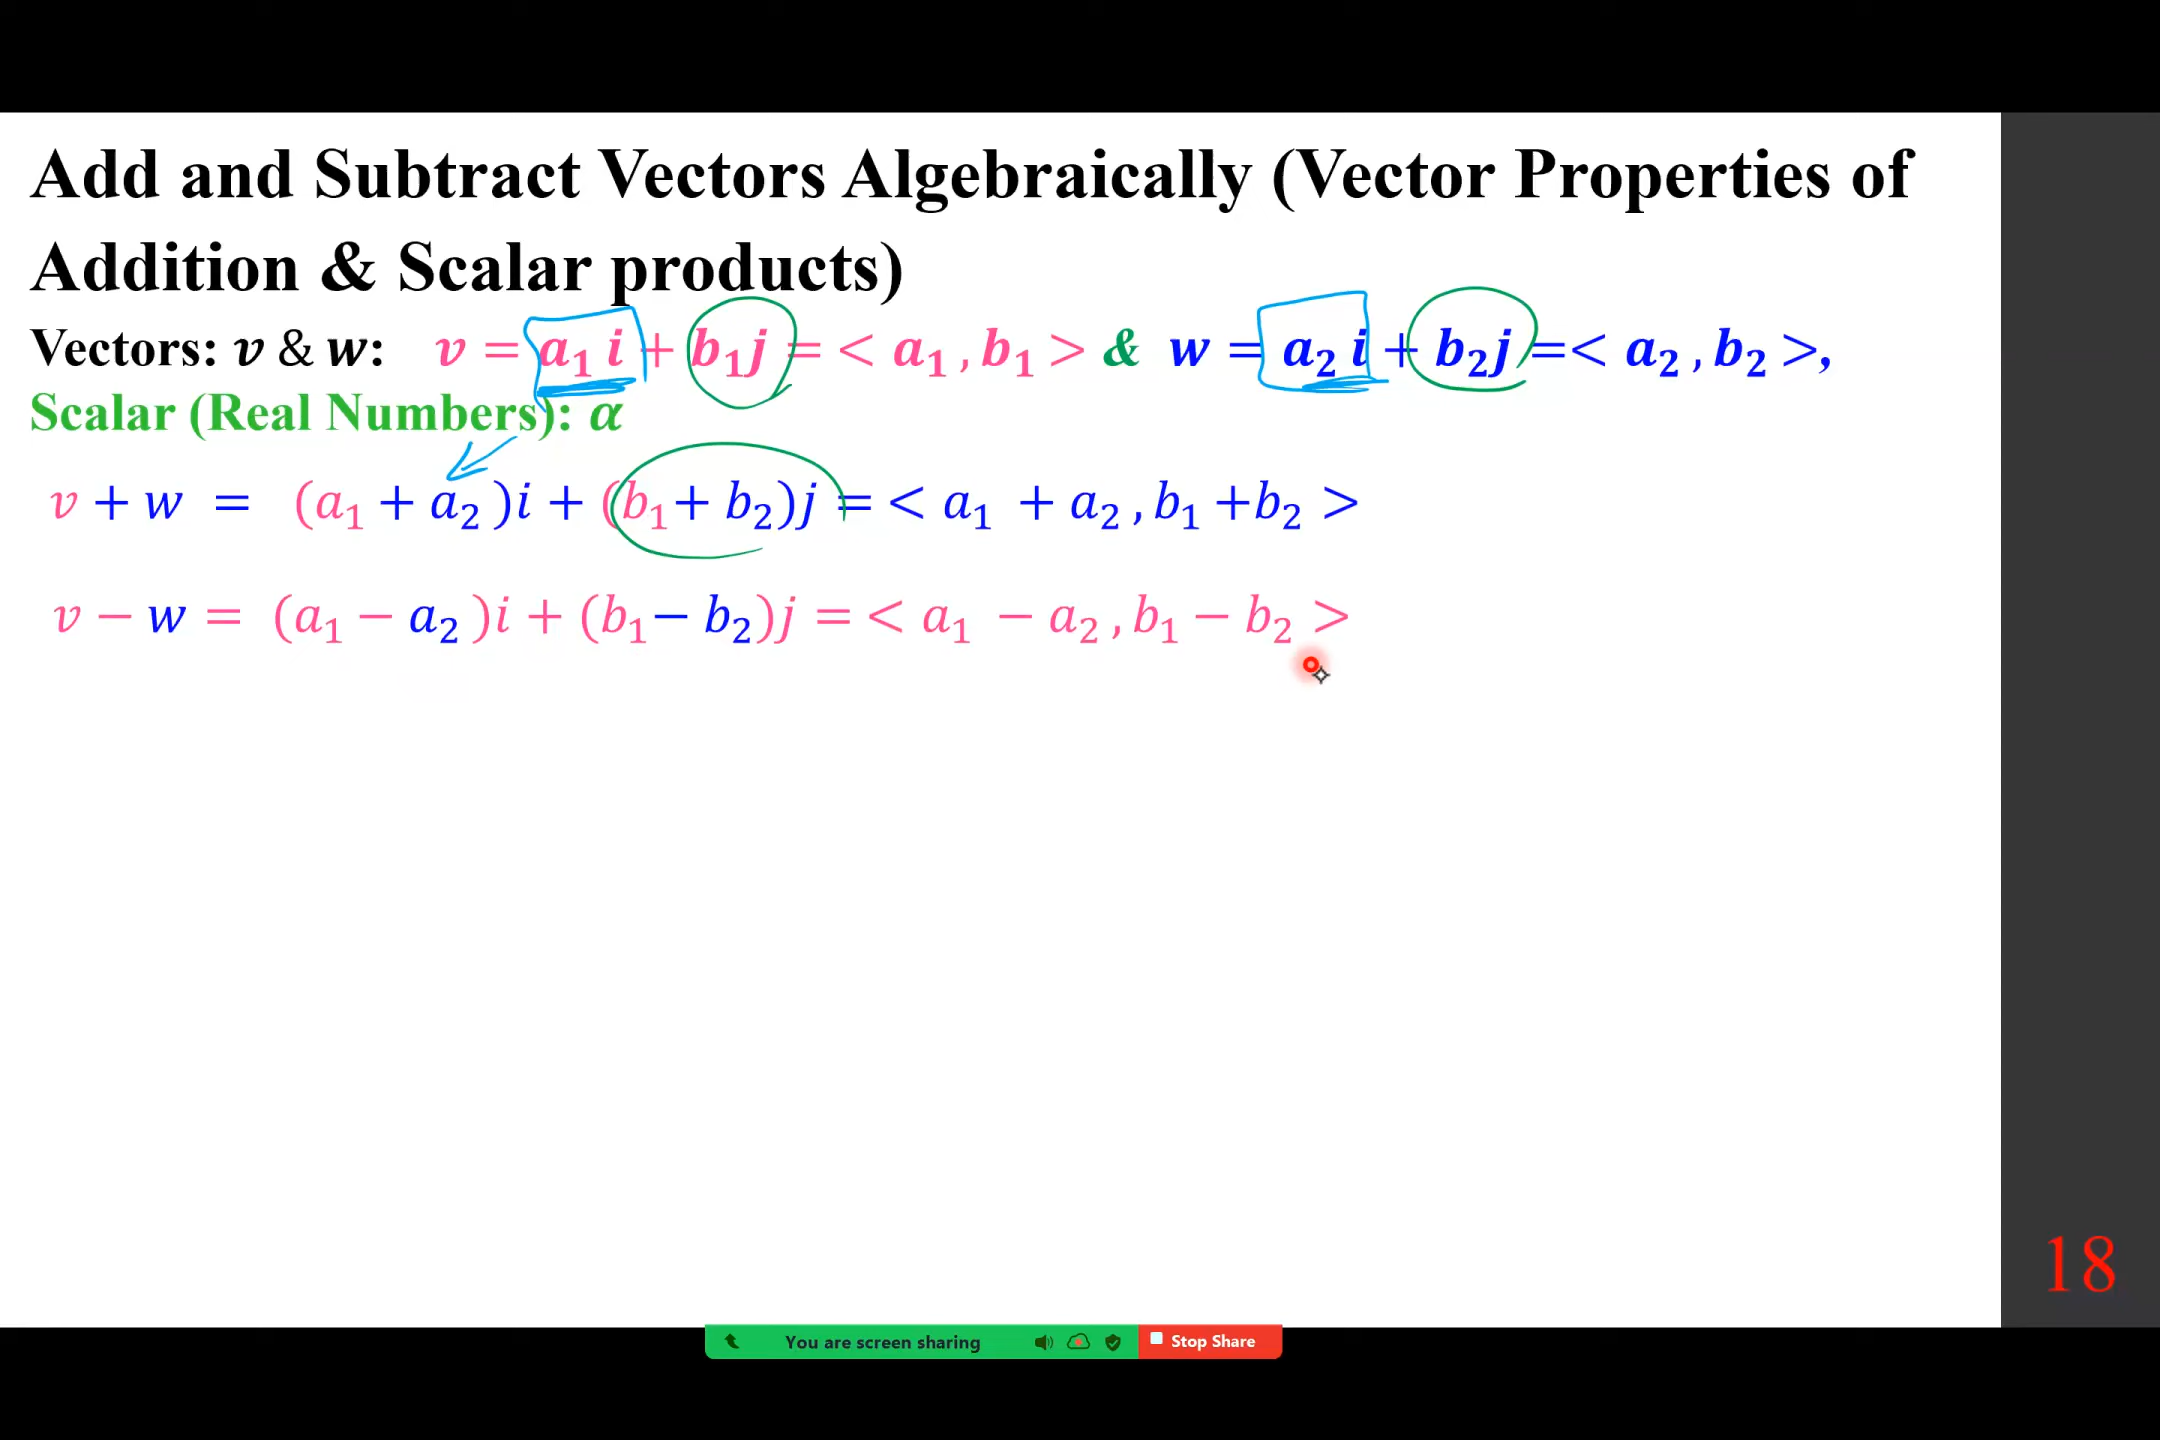 Add and Subtract Vectors Algebraically (Vector Properties of
Addition & Scalar products)
Vectors: v & w: v = a₁ i + b₁j = < a₁ , b₁ > & w = a₂ i + b₂j =< a₂ , b₂ >,
Scalar (Real Numbers): α
v + w = (a₁ + a₂ )i + (b₁+ b₂)j = < a₁ + a₂ , b₁ +b₂ >
v − w = (a₁ − a₂ )i + (b₁− b₂)j = < a₁ − a₂ , b₁ − b₂ >
18
You are screen sharing Stop Share